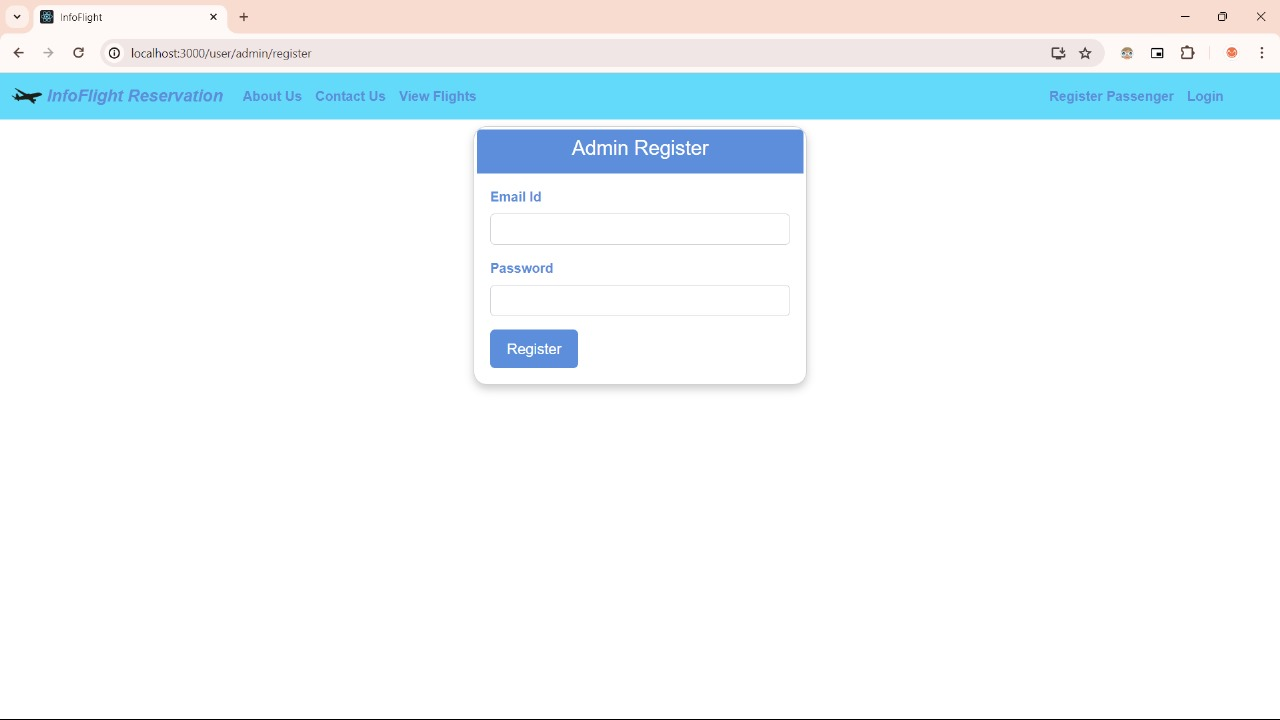 InfoFlight
localhost:3000/user/admin/register
InfoFlight Reservation About Us Contact Us View Flights Register Passenger Login
Admin Register
Email Id
Password
Register